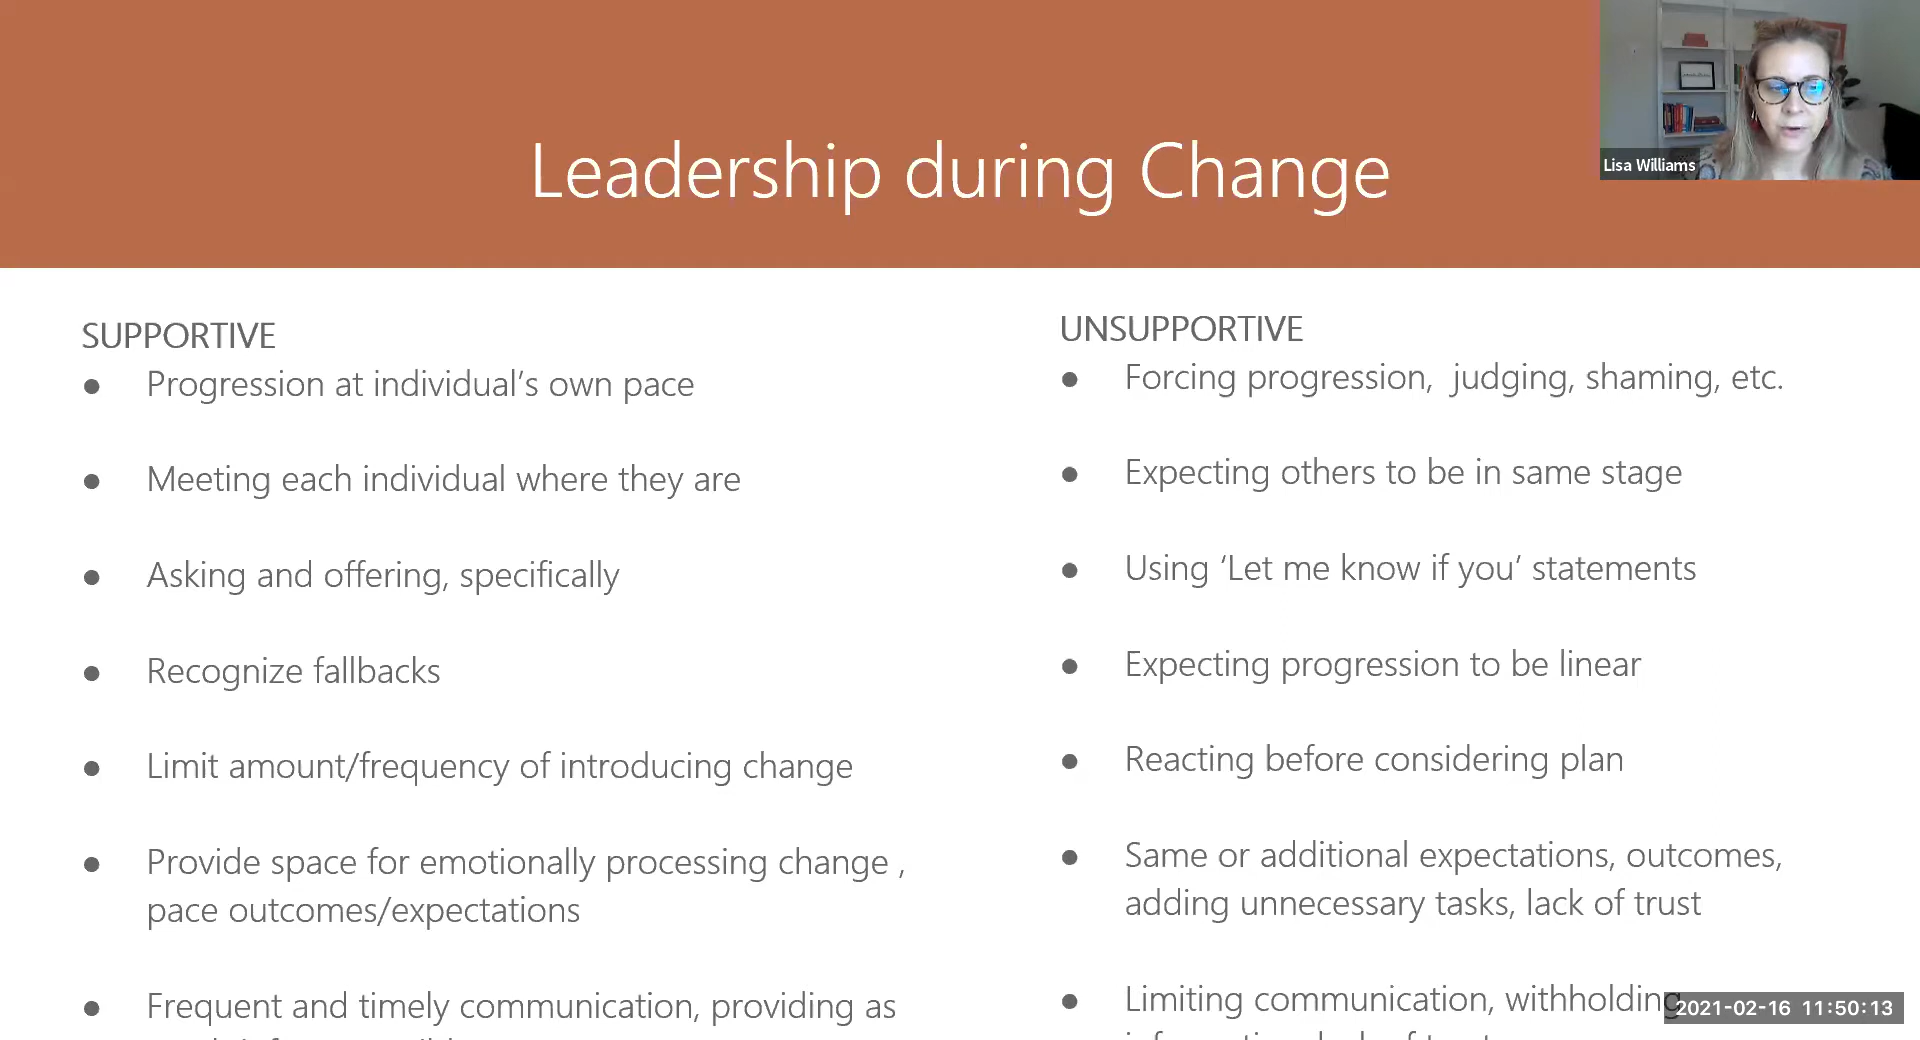 Leadership during Change
Lisa Williams
SUPPORTIVE
● Progression at individual’s own pace
● Meeting each individual where they are
● Asking and offering, specifically
● Recognize fallbacks
● Limit amount/frequency of introducing change
● Provide space for emotionally processing change ,
pace outcomes/expectations
● Frequent and timely communication, providing as
UNSUPPORTIVE
● Forcing progression,  judging, shaming, etc.
● Expecting others to be in same stage
● Using ‘Let me know if you’ statements
● Expecting progression to be linear
● Reacting before considering plan
● Same or additional expectations, outcomes,
adding unnecessary tasks, lack of trust
● Limiting communication, withholding
2021-02-16 11:50:13